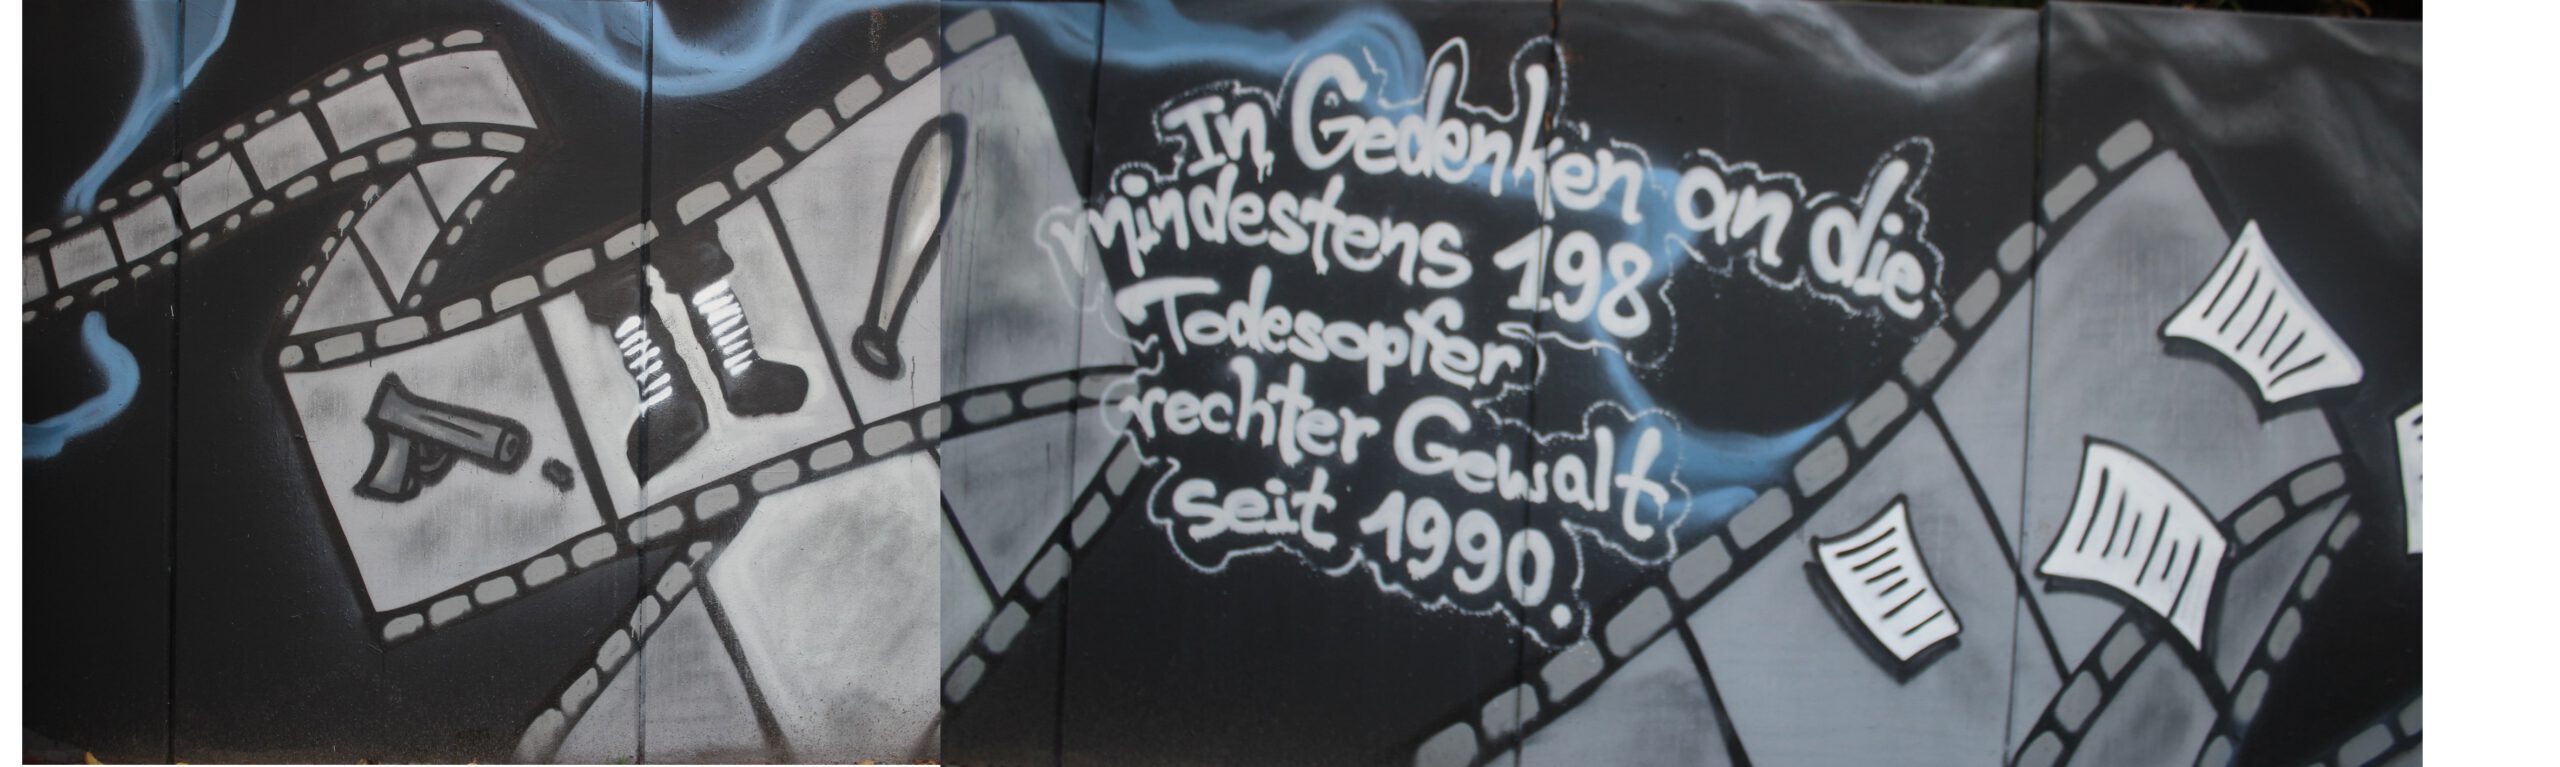 In Gedenken an die
mindestens 198
Todesopfer
rechter Gewalt
seit 1990.